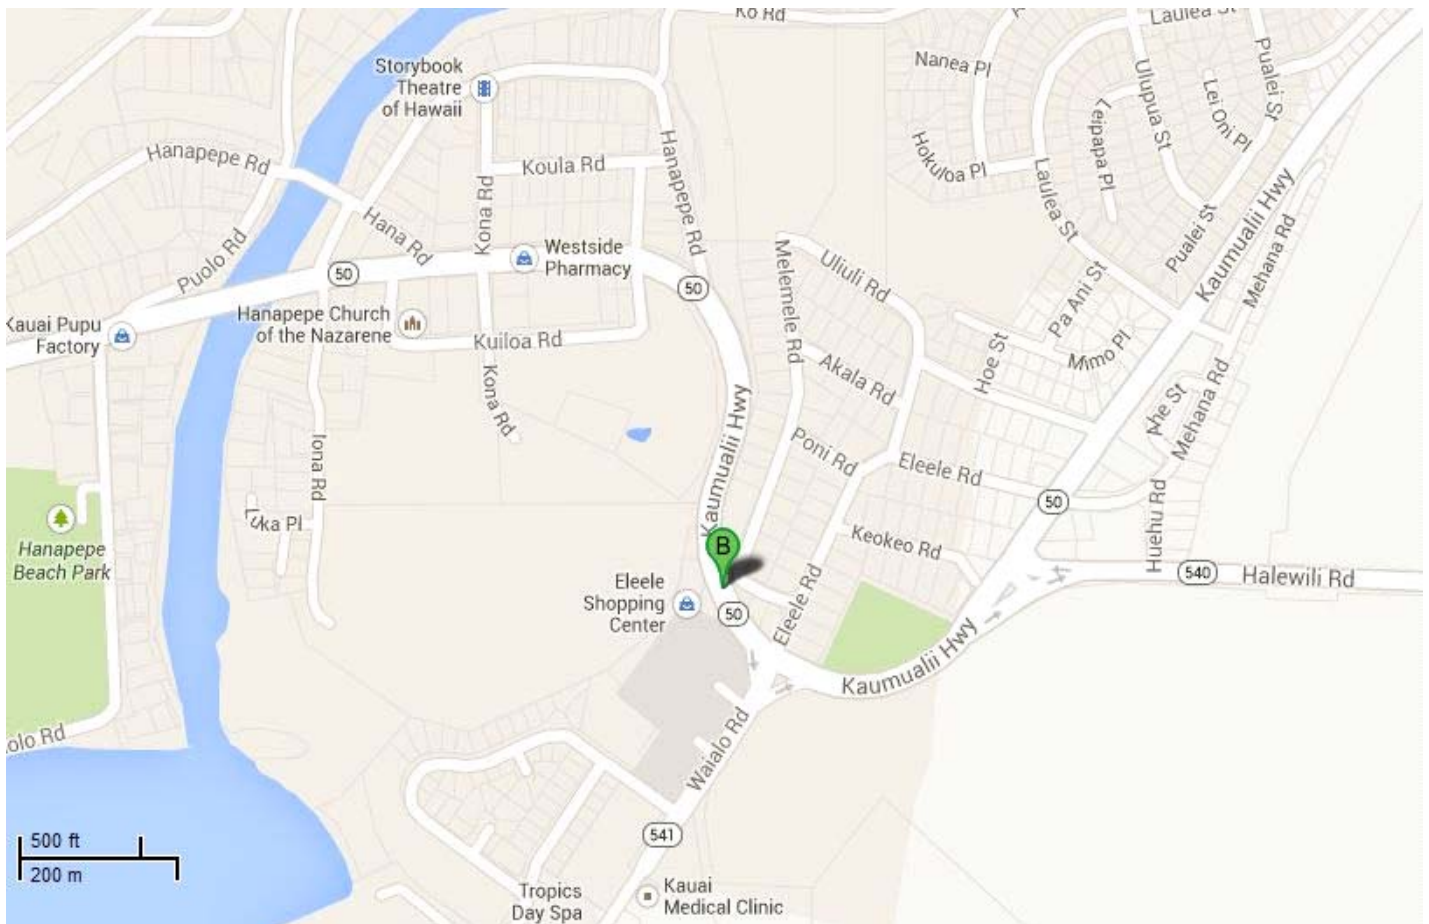 Ko Rd
Laulea St
Nanea Pl
Pualei St
Ulupua St
Lei Oni Pl
Leipapa Pl
Hokuloa Pl
Laulea St
Pualei St
Kaumualii Hwy
Mehana Rd
Storybook
Theatre
of Hawaii
Hanapepe Rd
Koula Rd
Hanapepe Rd
Kona Rd
Hana Rd
Puolo Rd
50
Westside
Pharmacy
50
Melemele Rd
Uliuli Rd
Pa Ani St
Mimo Pl
Hoe St
Kauai Pupu
Factory
Hanapepe Church
of the Nazarene
Kuiloa Rd
Kona Rd
Akala Rd
Ahe St
Mehana Rd
Kaumualii Hwy
Poni Rd
Eleele Rd
50
Iona Rd
Luka Pl
Keokeo Rd
Huehu Rd
Hanapepe
Beach Park
B
540
Halewili Rd
Eleele
Shopping
Center
50
Eleele Rd
Kaumualii Hwy
olo Rd
Waialo Rd
500 ft
200 m
541
Tropics
Day Spa
Kauai
Medical Clinic